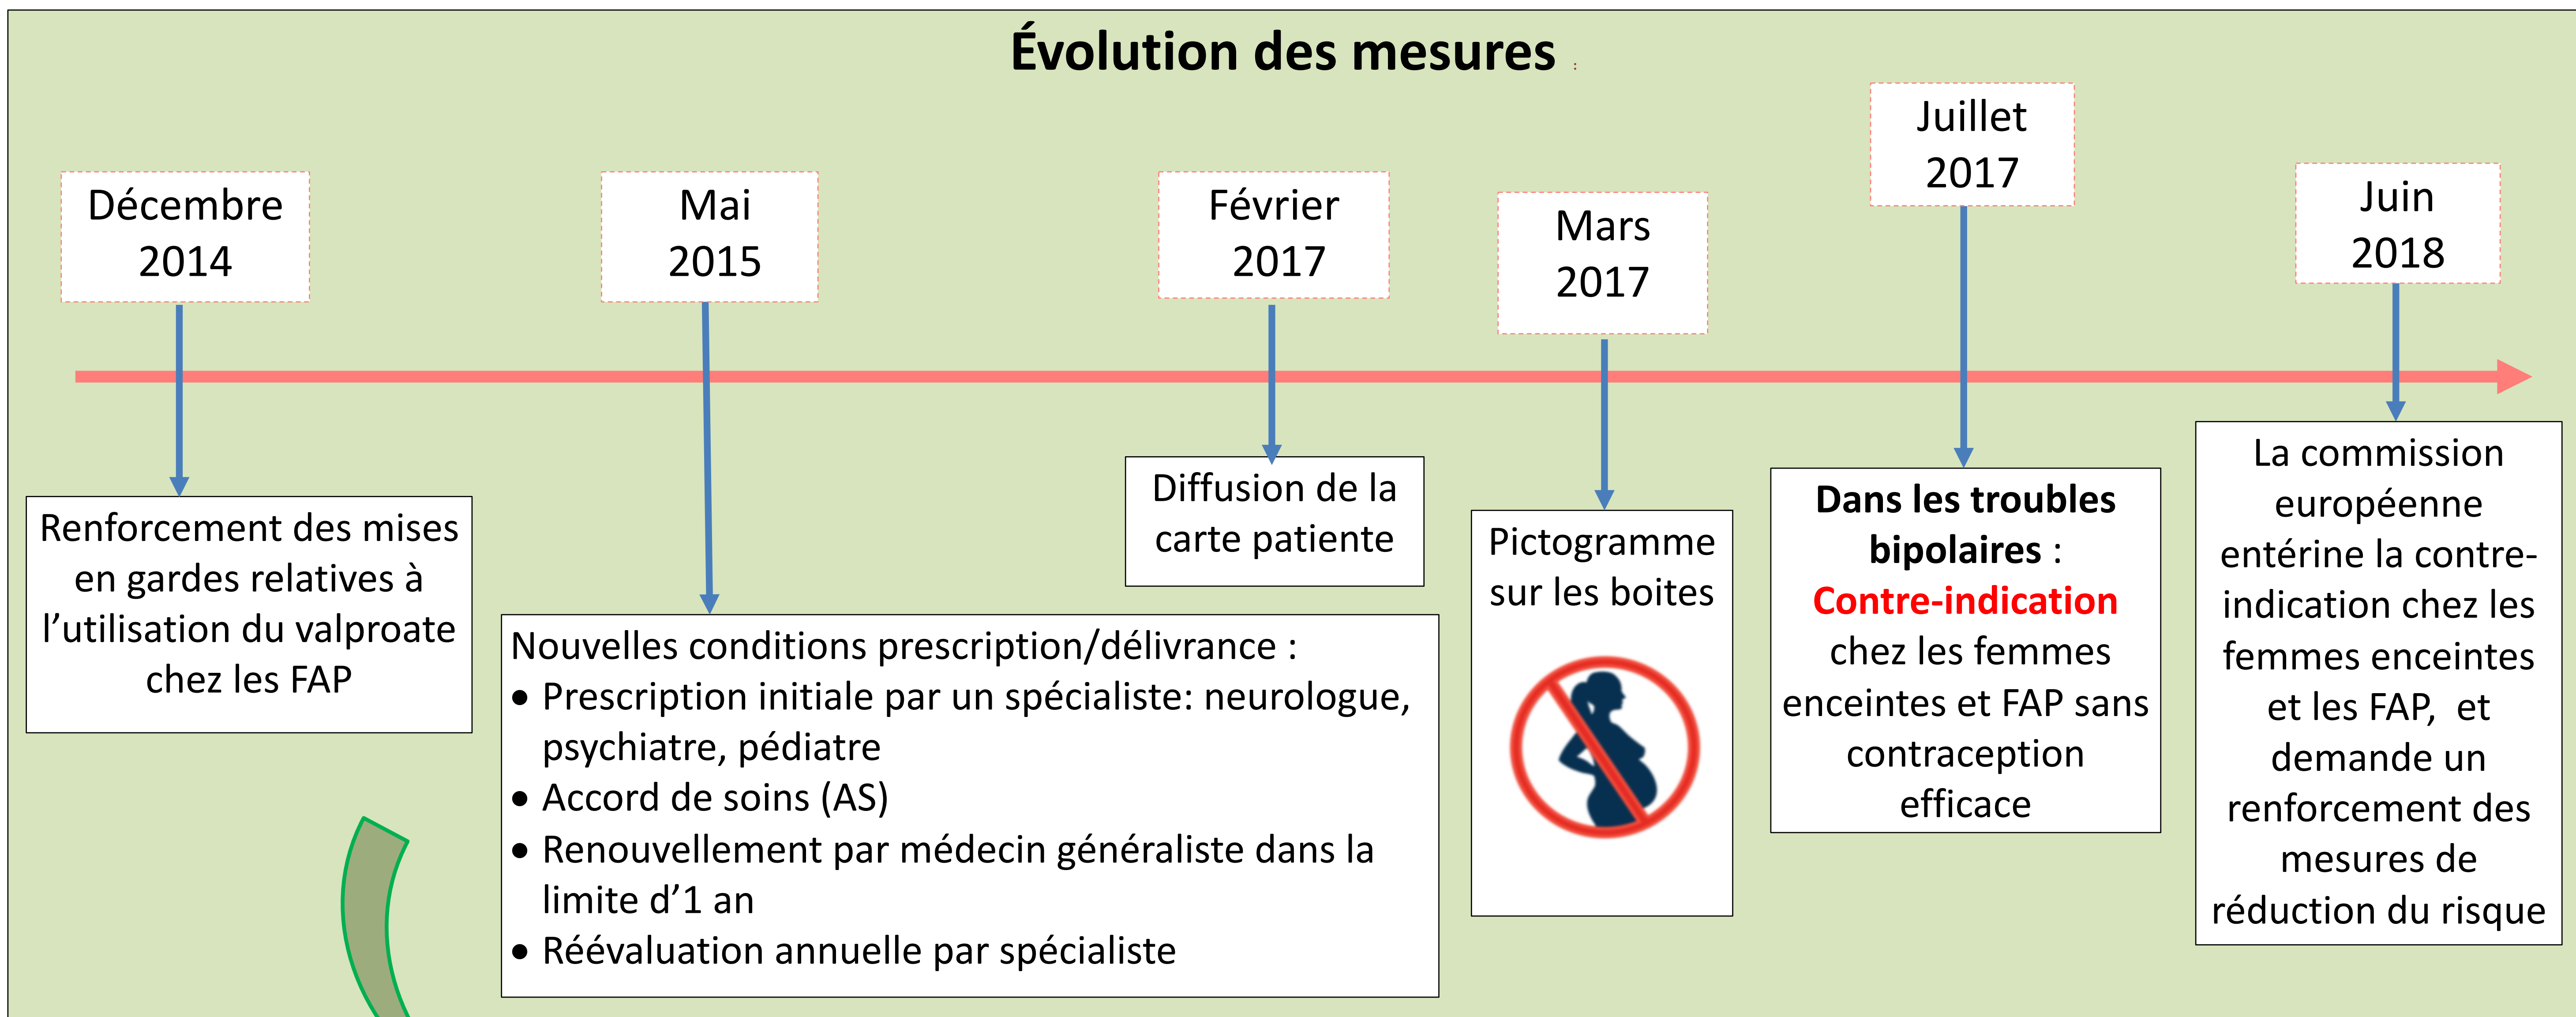 Évolution des mesures :
Décembre
2014
Renforcement des mises
en gardes relatives à
l’utilisation du valproate
chez les FAP
Mai
2015
Nouvelles conditions prescription/délivrance :
• Prescription initiale par un spécialiste: neurologue,
psychiatre, pédiatre
• Accord de soins (AS)
• Renouvellement par médecin généraliste dans la
limite d’1 an
• Réévaluation annuelle par spécialiste
Février
2017
Diffusion de la
carte patiente
Mars
2017
Pictogramme
sur les boites
Juillet
2017
Dans les troubles
bipolaires :
Contre-indication
chez les femmes
enceintes et FAP sans
contraception
efficace
Juin
2018
La commission
européenne
entérine la contre-
indication chez les
femmes enceintes
et les FAP, et
demande un
renforcement des
mesures de
réduction du risque